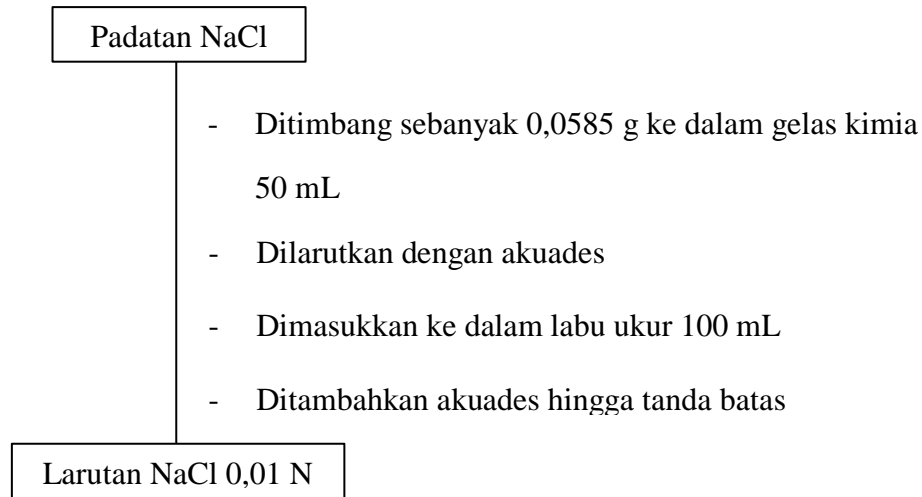 Padatan NaCl
- Ditimbang sebanyak 0,0585 g ke dalam gelas kimia
50 mL
- Dilarutkan dengan akuades
- Dimasukkan ke dalam labu ukur 100 mL
- Ditambahkan akuades hingga tanda batas
Larutan NaCl 0,01 N